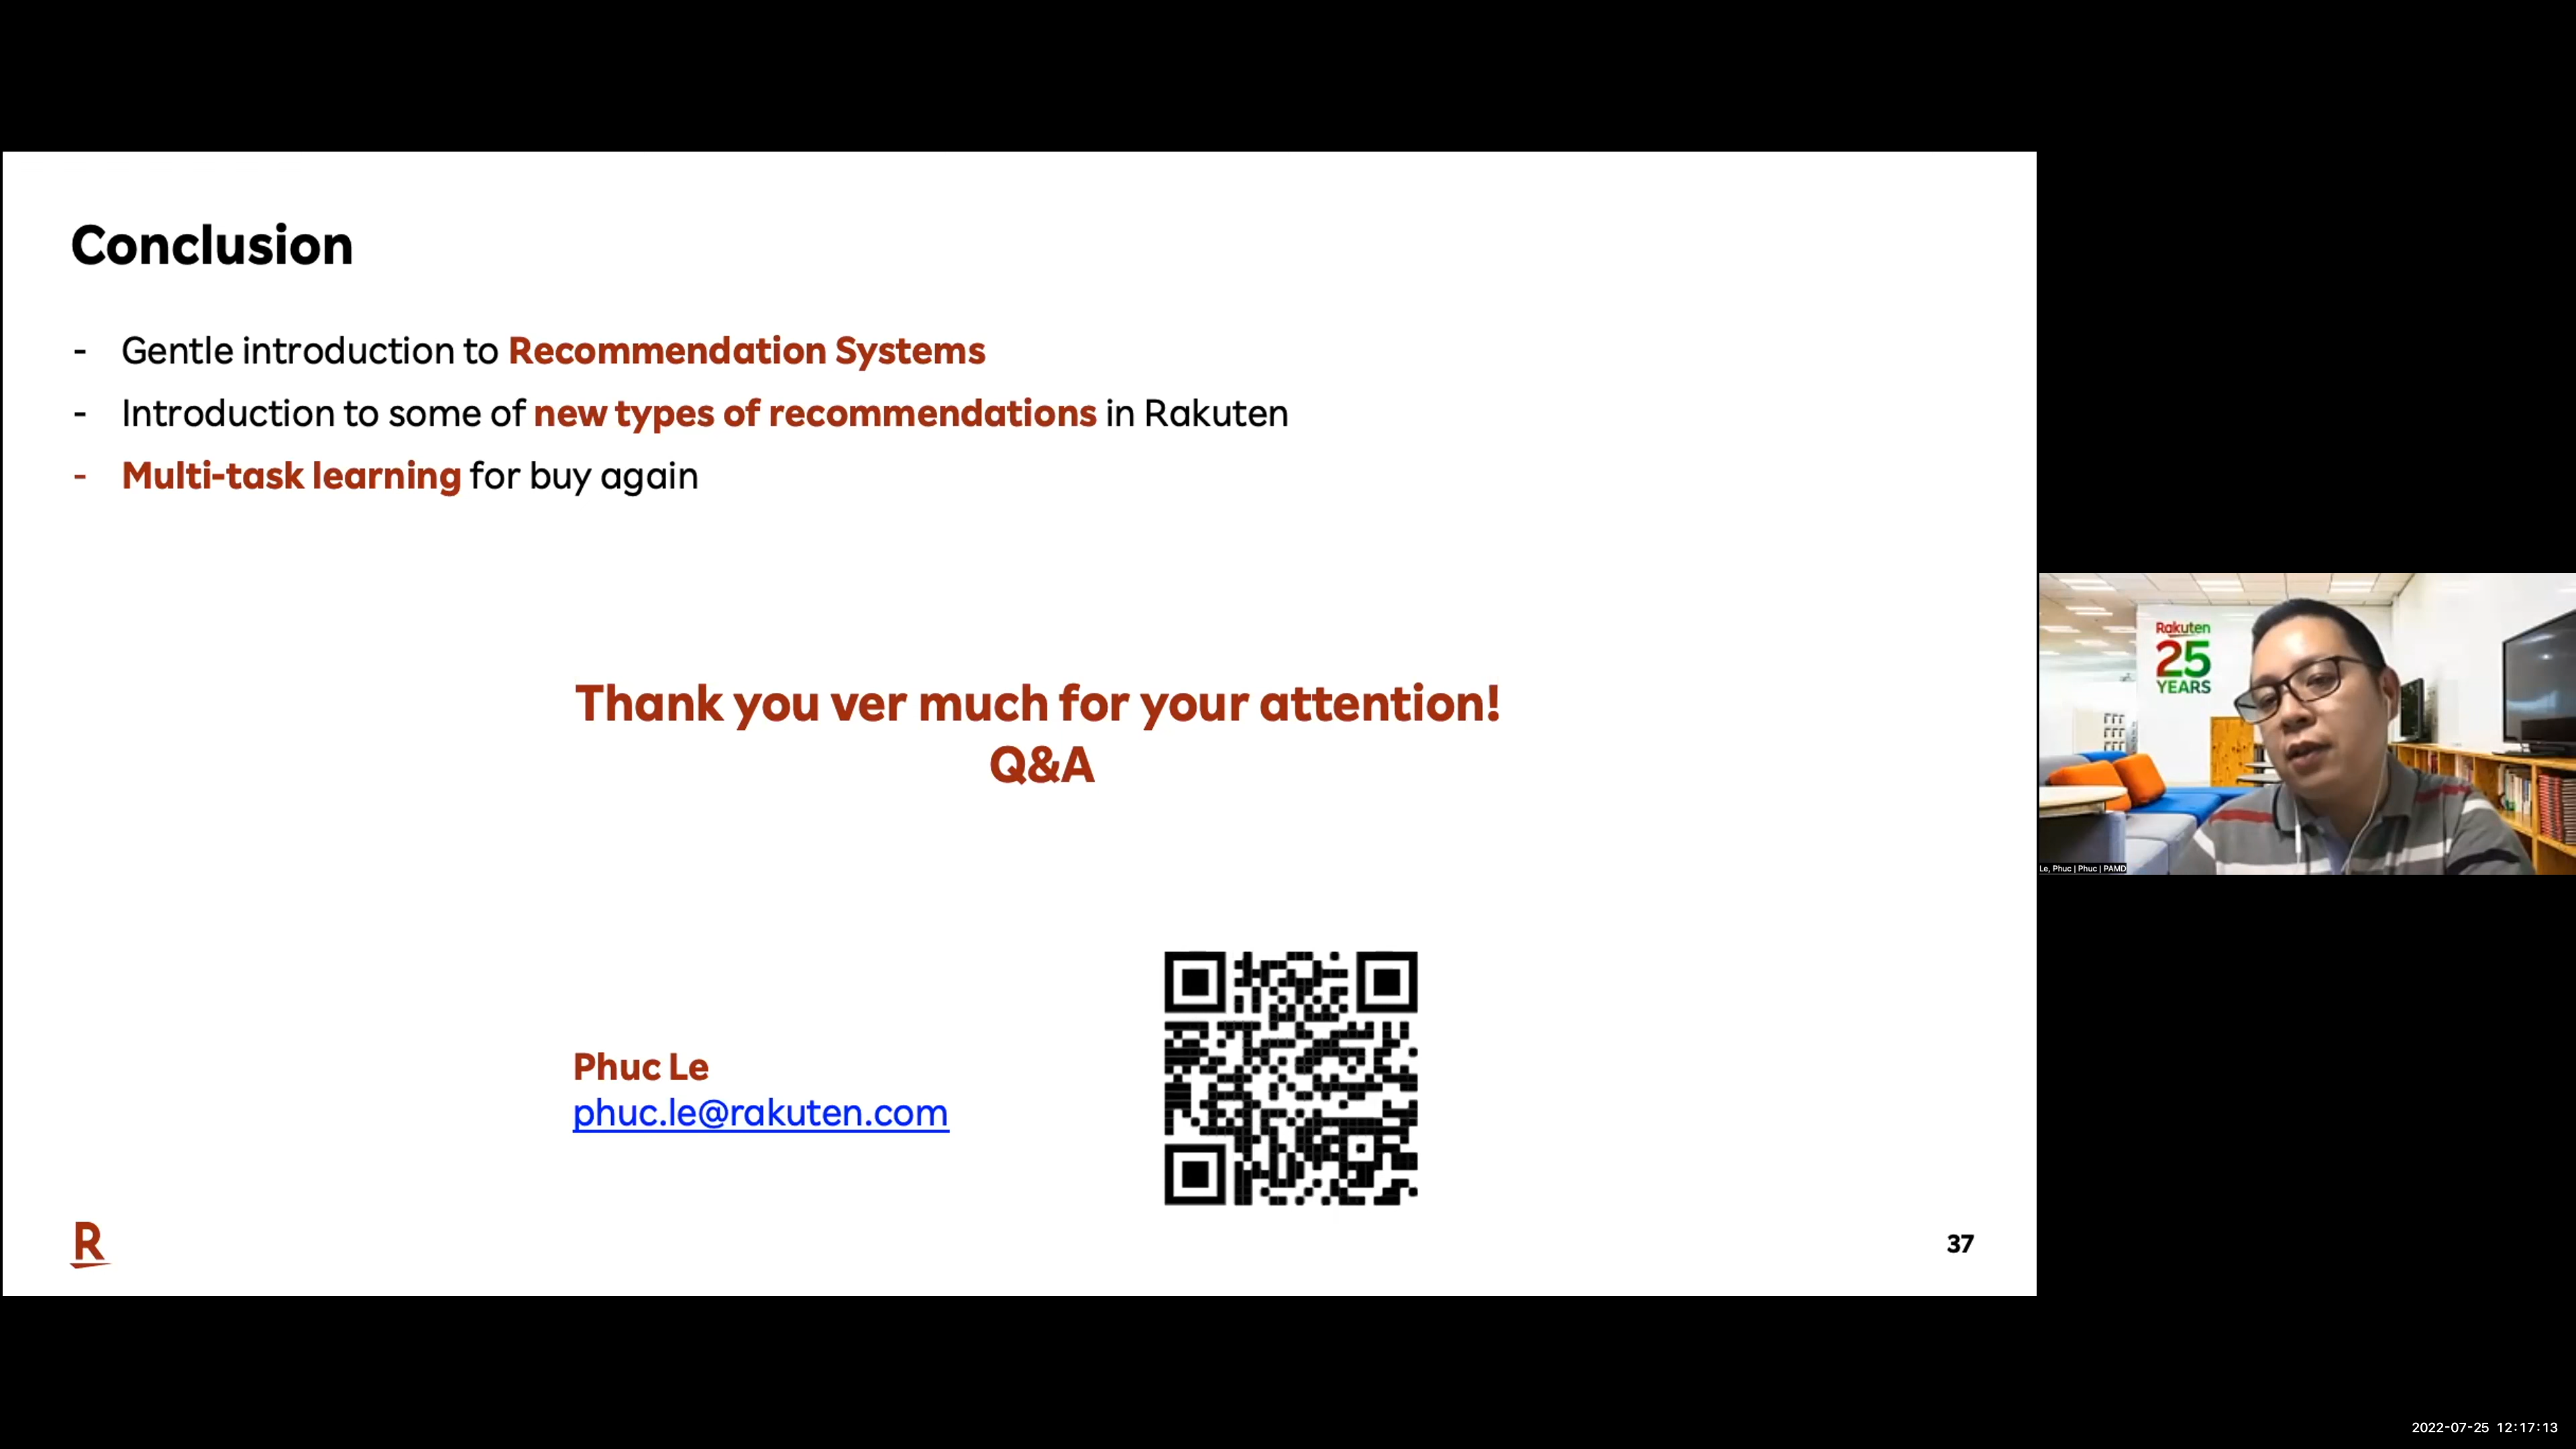 Conclusion
- Gentle introduction to Recommendation Systems
- Introduction to some of new types of recommendations in Rakuten
- Multi-task learning for buy again
Thank you ver much for your attention!
Q&A
Phuc Le
phuc.le@rakuten.com
R
37
Rakuten
25
YEARS
Le, Phuc | Phuc | PAMD
2022-07-25 12:17:13